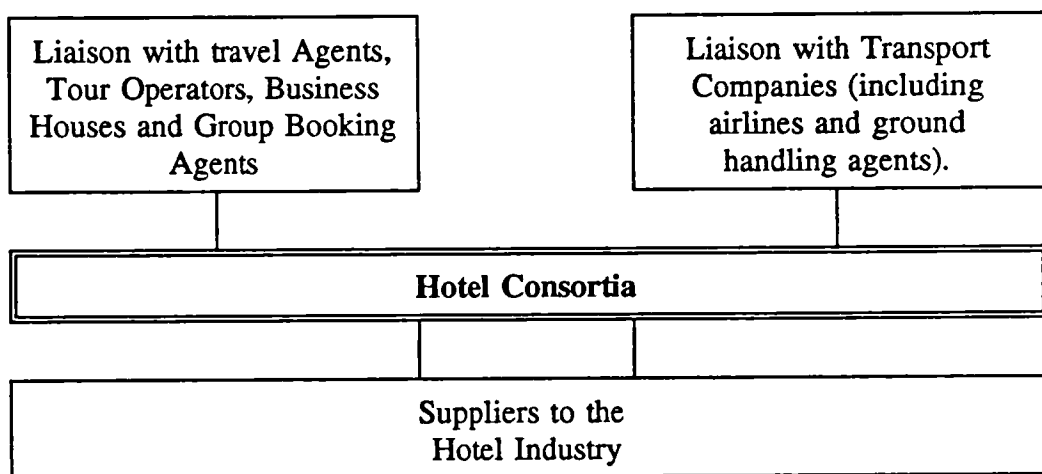 Liaison with travel Agents,
Tour Operators, Business
Houses and Group Booking
Agents
Liaison with Transport
Companies (including
airlines and ground
handling agents).
Hotel Consortia
Suppliers to the
Hotel Industry